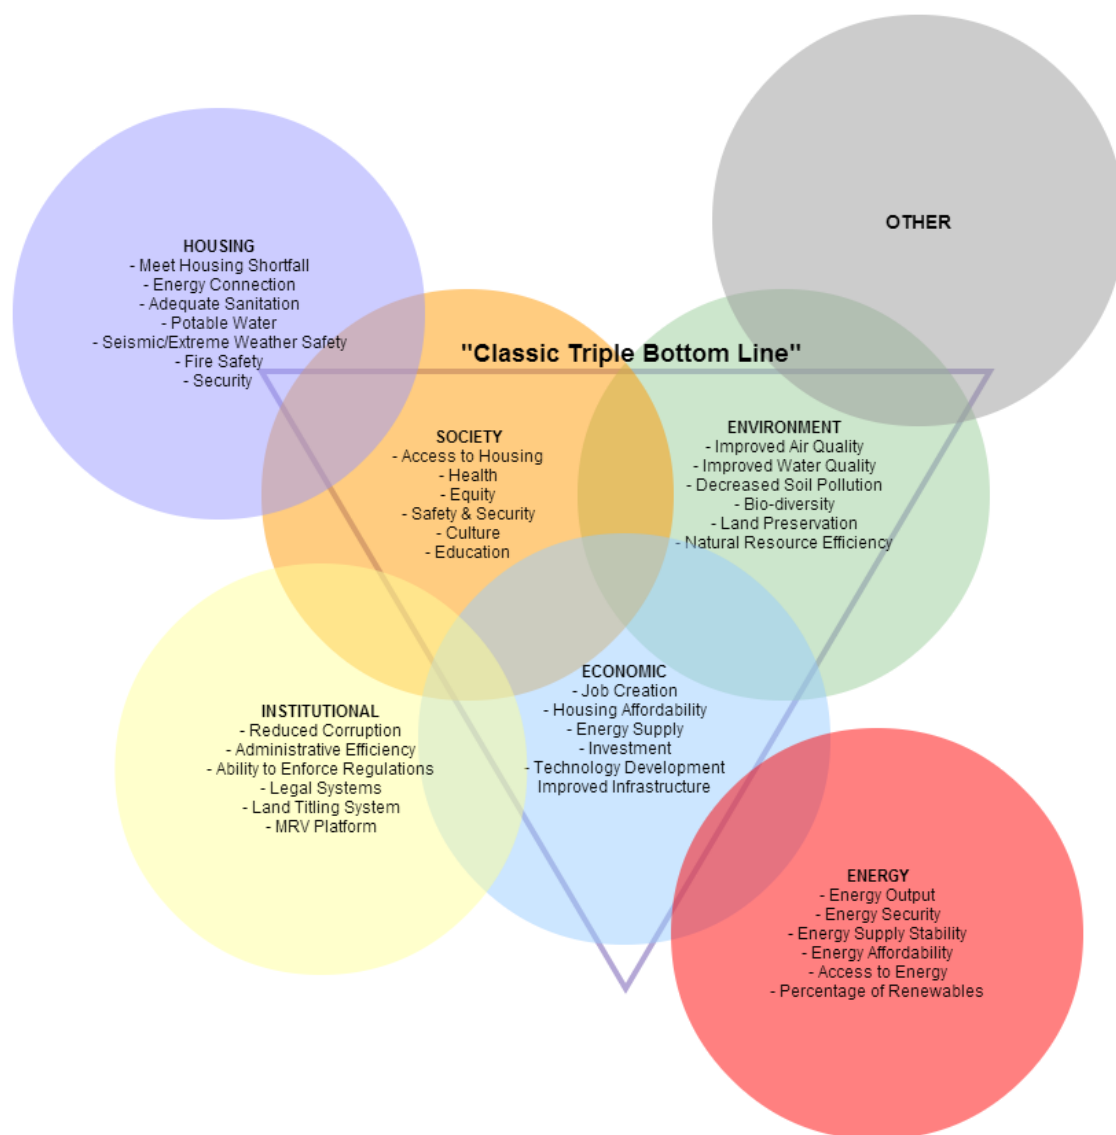 OTHER
HOUSING
- Meet Housing Shortfall
- Energy Connection
- Adequate Sanitation
- Potable Water
- Seismic/Extreme Weather Safety
- Fire Safety
- Security
"Classic Triple Bottom Line"
SOCIETY
- Access to Housing
- Health
- Equity
- Safety & Security
- Culture
- Education
ENVIRONMENT
- Improved Air Quality
- Improved Water Quality
- Decreased Soil Pollution
- Bio-diversity
- Land Preservation
- Natural Resource Efficiency
INSTITUTIONAL
- Reduced Corruption
- Administrative Efficiency
- Ability to Enforce Regulations
- Legal Systems
- Land Titling System
- MRV Platform
ECONOMIC
- Job Creation
- Housing Affordability
- Energy Supply
- Investment
- Technology Development
Improved Infrastructure
ENERGY
- Energy Output
- Energy Security
- Energy Supply Stability
- Energy Affordability
- Access to Energy
- Percentage of Renewables